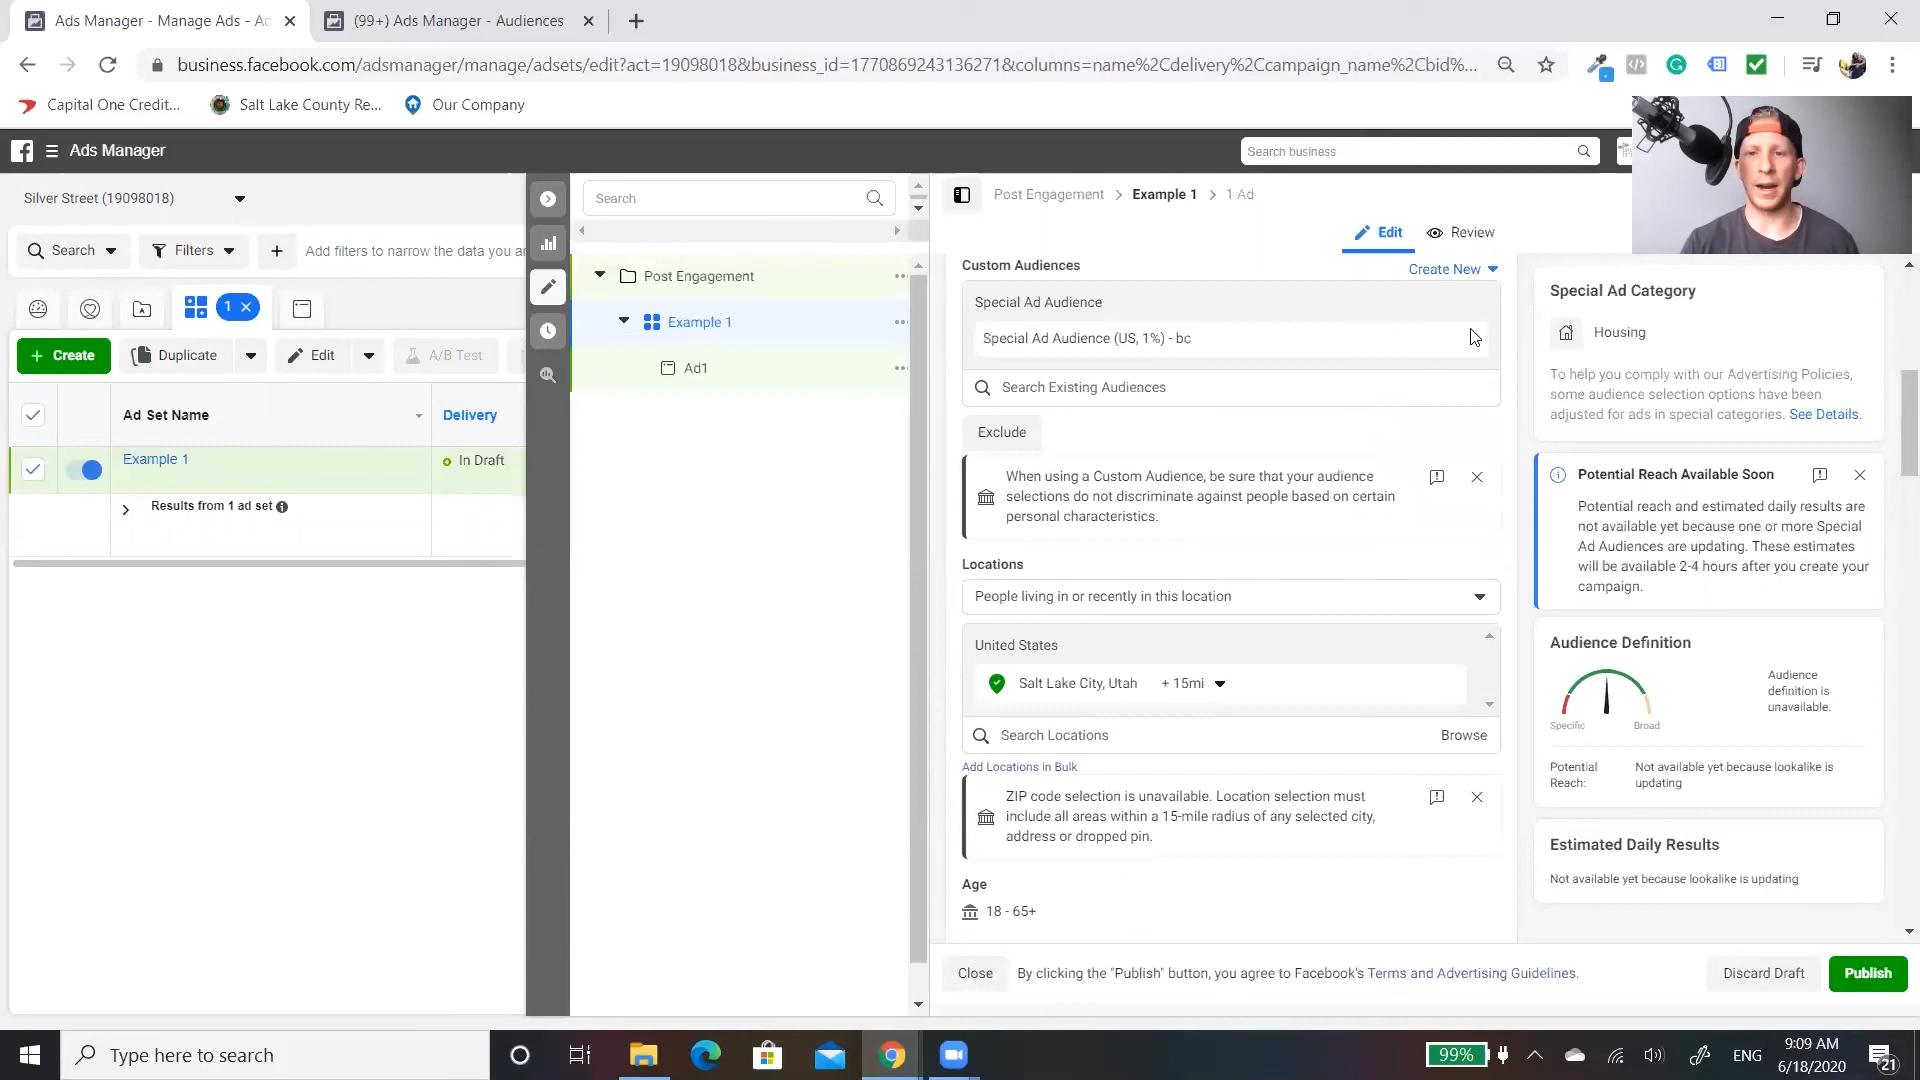 Ads Manager - Manage Ads - Ac
(99+) Ads Manager - Audiences
business.facebook.com/adsmanager/manage/adsets/edit?act=19098018&business_id=1770869243136271&columns=name%2Cdelivery%2Ccampaign_name%2Cbid%...
Capital One Credit...
Salt Lake County Re...
Our Company
Ads Manager
Search business
Silver Street (19098018)
Search
Filters
Add filters to narrow the data you ar
1
Create
Duplicate
Edit
A/B Test
Ad Set Name
Delivery
Example 1
In Draft
Results from 1 ad set
Search
Post Engagement
Example 1
Ad1
Post Engagement
Example 1
1 Ad
Edit
Review
Custom Audiences
Create New
Special Ad Audience
Special Ad Audience (US, 1%) - bc
Search Existing Audiences
Exclude
When using a Custom Audience, be sure that your audience
selections do not discriminate against people based on certain
personal characteristics.
Locations
People living in or recently in this location
United States
Salt Lake City, Utah + 15mi
Search Locations
Browse
Add Locations in Bulk
ZIP code selection is unavailable. Location selection must
include all areas within a 15-mile radius of any selected city,
address or dropped pin.
Age
18 - 65+
Special Ad Category
Housing
To help you comply with our Advertising Policies,
some audience selection options have been
adjusted for ads in special categories. See Details.
Potential Reach Available Soon
Potential reach and estimated daily results are
not available yet because one or more Special
Ad Audiences are updating. These estimates
will be available 2-4 hours after you create your
campaign.
Audience Definition
Audience
definition is
unavailable.
Specific
Broad
Potential
Reach:
Not available yet because lookalike is
updating
Estimated Daily Results
Not available yet because lookalike is updating
Close
By clicking the "Publish" button, you agree to Facebook's Terms and Advertising Guidelines.
Discard Draft
Publish
Type here to search
99%
ENG
9:09 AM
6/18/2020
21